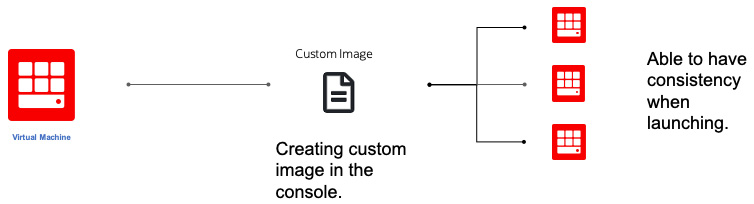 Custom Image
Virtual Machine
Creating custom
image in the
console.
Able to have
consistency
when
launching.